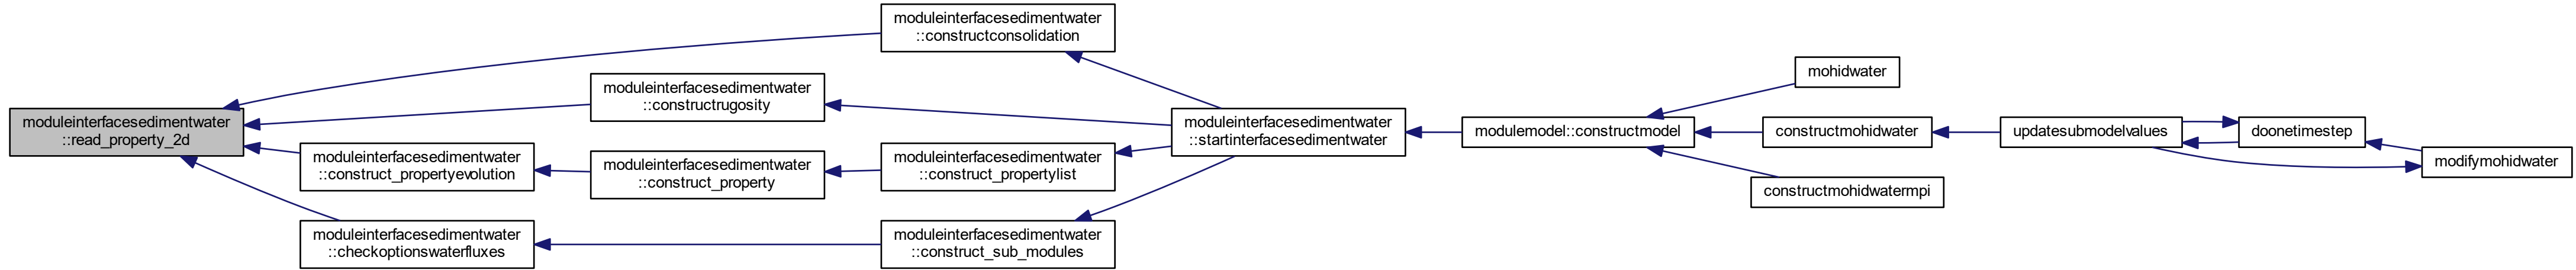 moduleinterfacesedimentwater
::read_property_2d
moduleinterfacesedimentwater
::constructconsolidation
moduleinterfacesedimentwater
::constructrugosity
moduleinterfacesedimentwater
::construct_propertyevolution
moduleinterfacesedimentwater
::construct_property
moduleinterfacesedimentwater
::construct_propertylist
moduleinterfacesedimentwater
::checkoptionswaterfluxes
moduleinterfacesedimentwater
::construct_sub_modules
moduleinterfacesedimentwater
::startinterfacesedimentwater
modulemodel::constructmodel
mohidwater
constructmohidwater
constructmohidwatermpi
updatesubmodelvalues
doonetimestep
modifymohidwater